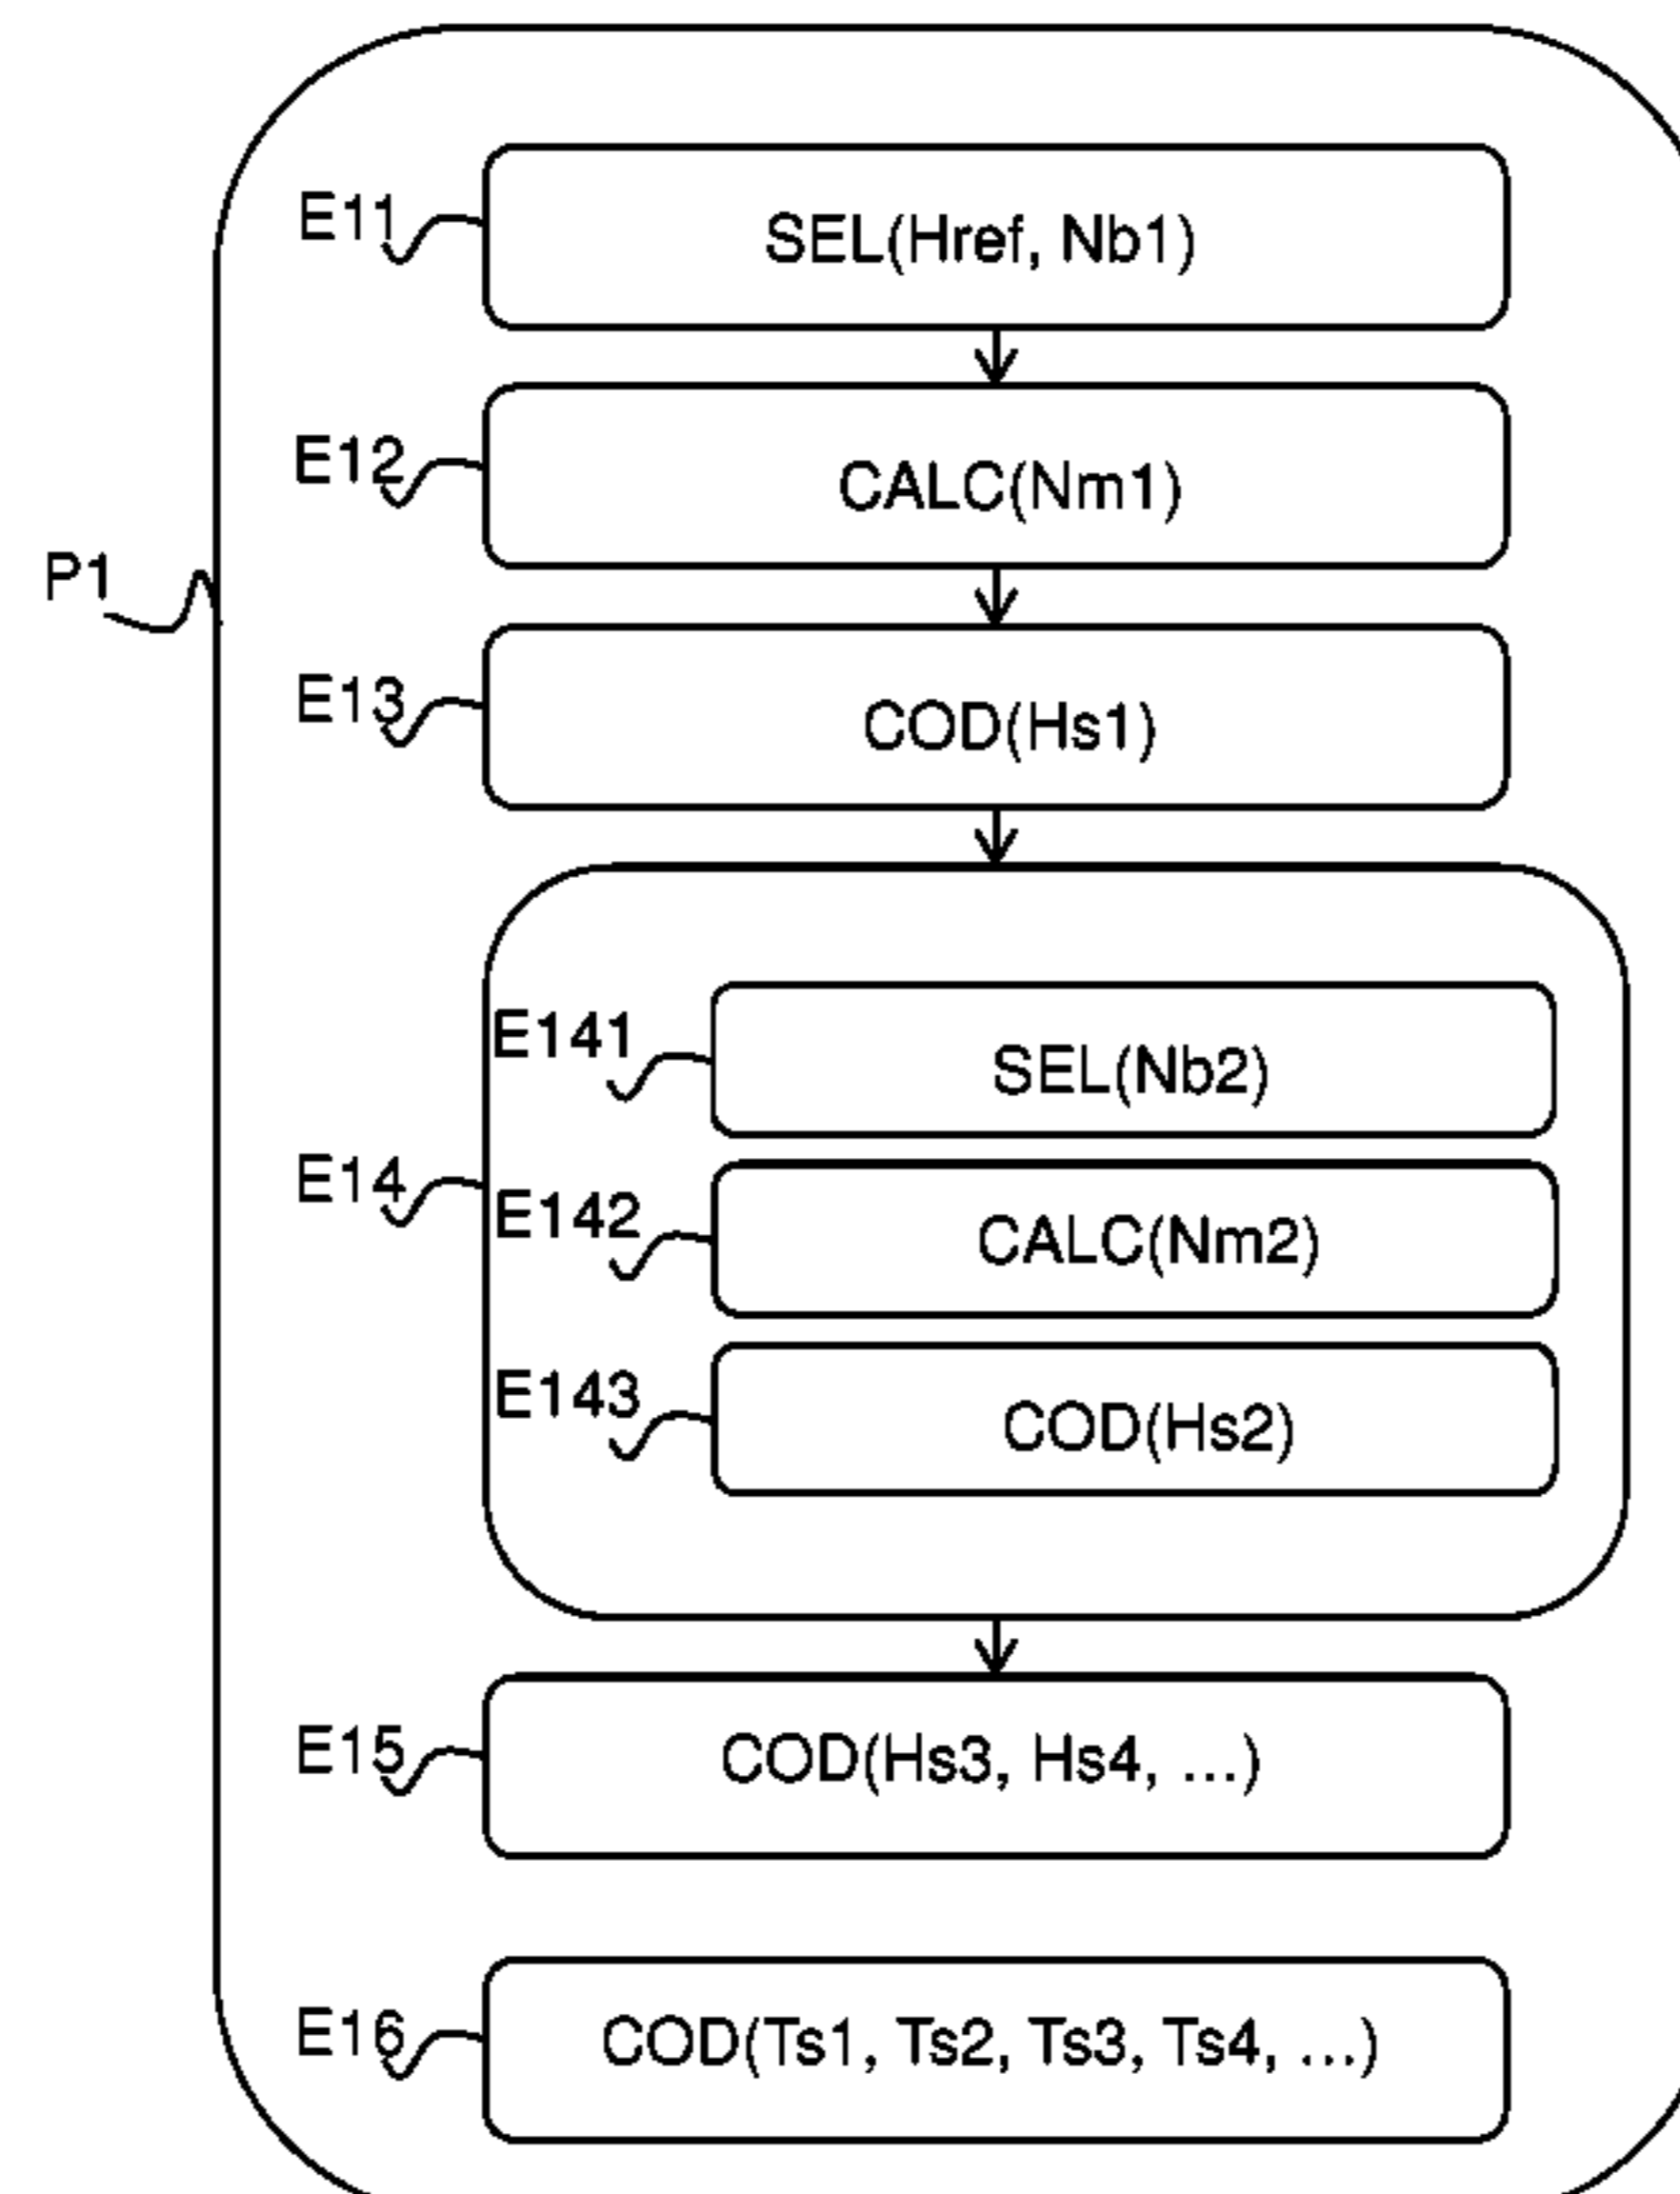 E11
SEL(Href, Nb1)
E12
CALC(Nm1)
P1
E13
COD(Hs1)
E141
SEL(Nb2)
E14
E142
CALC(Nm2)
E143
COD(Hs2)
E15
COD(Hs3, Hs4, ...)
E16
COD(Ts1, Ts2, Ts3, Ts4, ...)